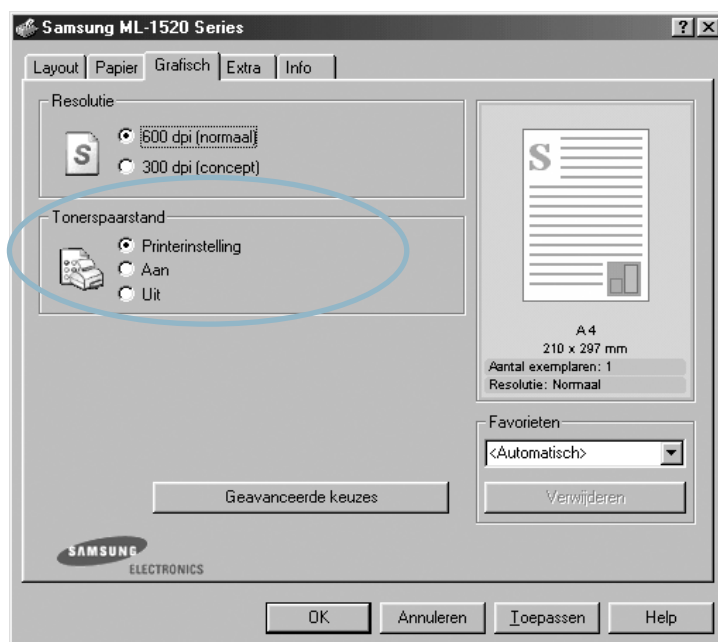 Samsung ML-1520 Series
Layout Papier Grafisch Extra Info
Resolutie
S
600 dpi (normaal)
300 dpi (concept)
Tonerspaarstand
Printerinstelling
Aan
Uit
S
A4
210 x 297 mm
Aantal exemplaren: 1
Resolutie: Normaal
Favorieten
<Automatisch>
Geavanceerde keuzes
Verwijderen
SAMSUNG
ELECTRONICS
OK Annuleren Toepassen Help